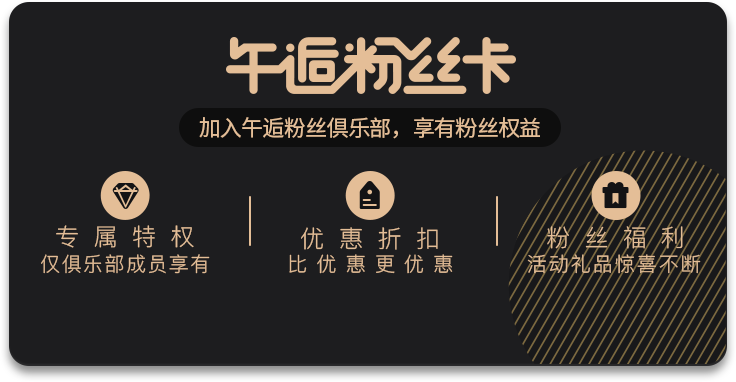 午逅粉丝卡
加入午逅粉丝俱乐部，享有粉丝权益
专属特权
仅俱乐部成员享有
优惠折扣
比优惠更优惠
粉丝福利
活动礼品惊喜不断